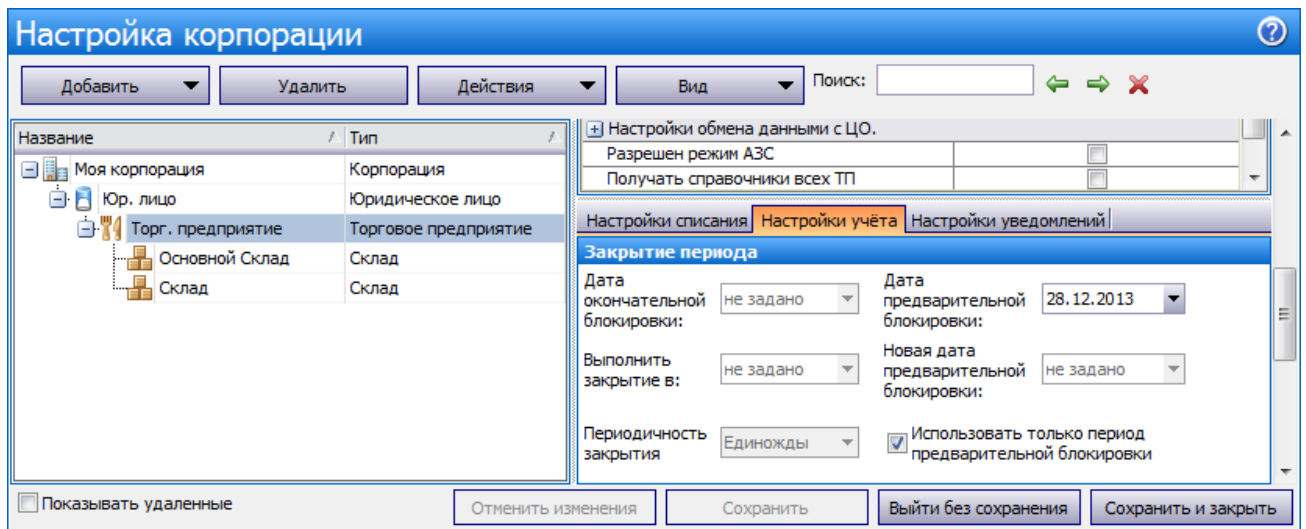 Настройка корпорации
Добавить
Удалить
Действия
Вид
Поиск:
Название
Тип
Моя корпорация
Корпорация
Юр. лицо
Юридическое лицо
Торг. предприятие
Торговое предприятие
Основной Склад
Склад
Склад
Склад
Настройки обмена данными с ЦО.
Разрешен режим АЗС
Получать справочники всех ТП
Настройки списания
Настройки учёта
Настройки уведомлений
Закрытие периода
Дата
окончательной
блокировки:
не задано
Дата
предварительной
блокировки:
28.12.2013
Выполнить
закрытие в:
не задано
Новая дата
предварительной
блокировки:
не задано
Периодичность
закрытия
Единожды
Использовать только период
предварительной блокировки
Показывать удаленные
Отменить изменения
Сохранить
Выйти без сохранения
Сохранить и закрыть